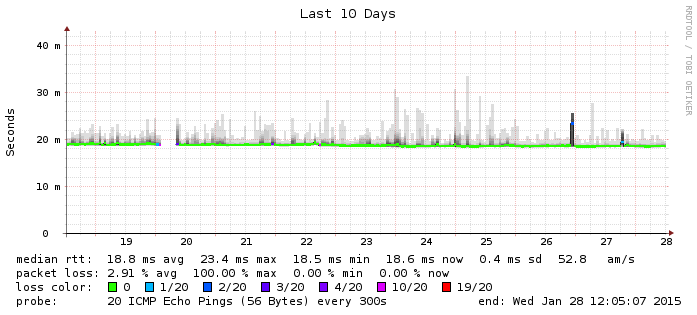 Last 10 Days
RRDTOOL / TOBI OETIKER
Seconds
40 m
30 m
20 m
10 m
0
19 20 21 22 23 24 25 26 27 28
median rtt: 18.8 ms avg 23.4 ms max 18.5 ms min 18.6 ms now 0.4 ms sd 52.8 am/s
packet loss: 2.91 % avg 100.00 % max 0.00 % min 0.00 % now
loss color: 0 1/20 2/20 3/20 4/20 10/20 19/20
probe: 20 ICMP Echo Pings (56 Bytes) every 300s end: Wed Jan 28 12:05:07 2015